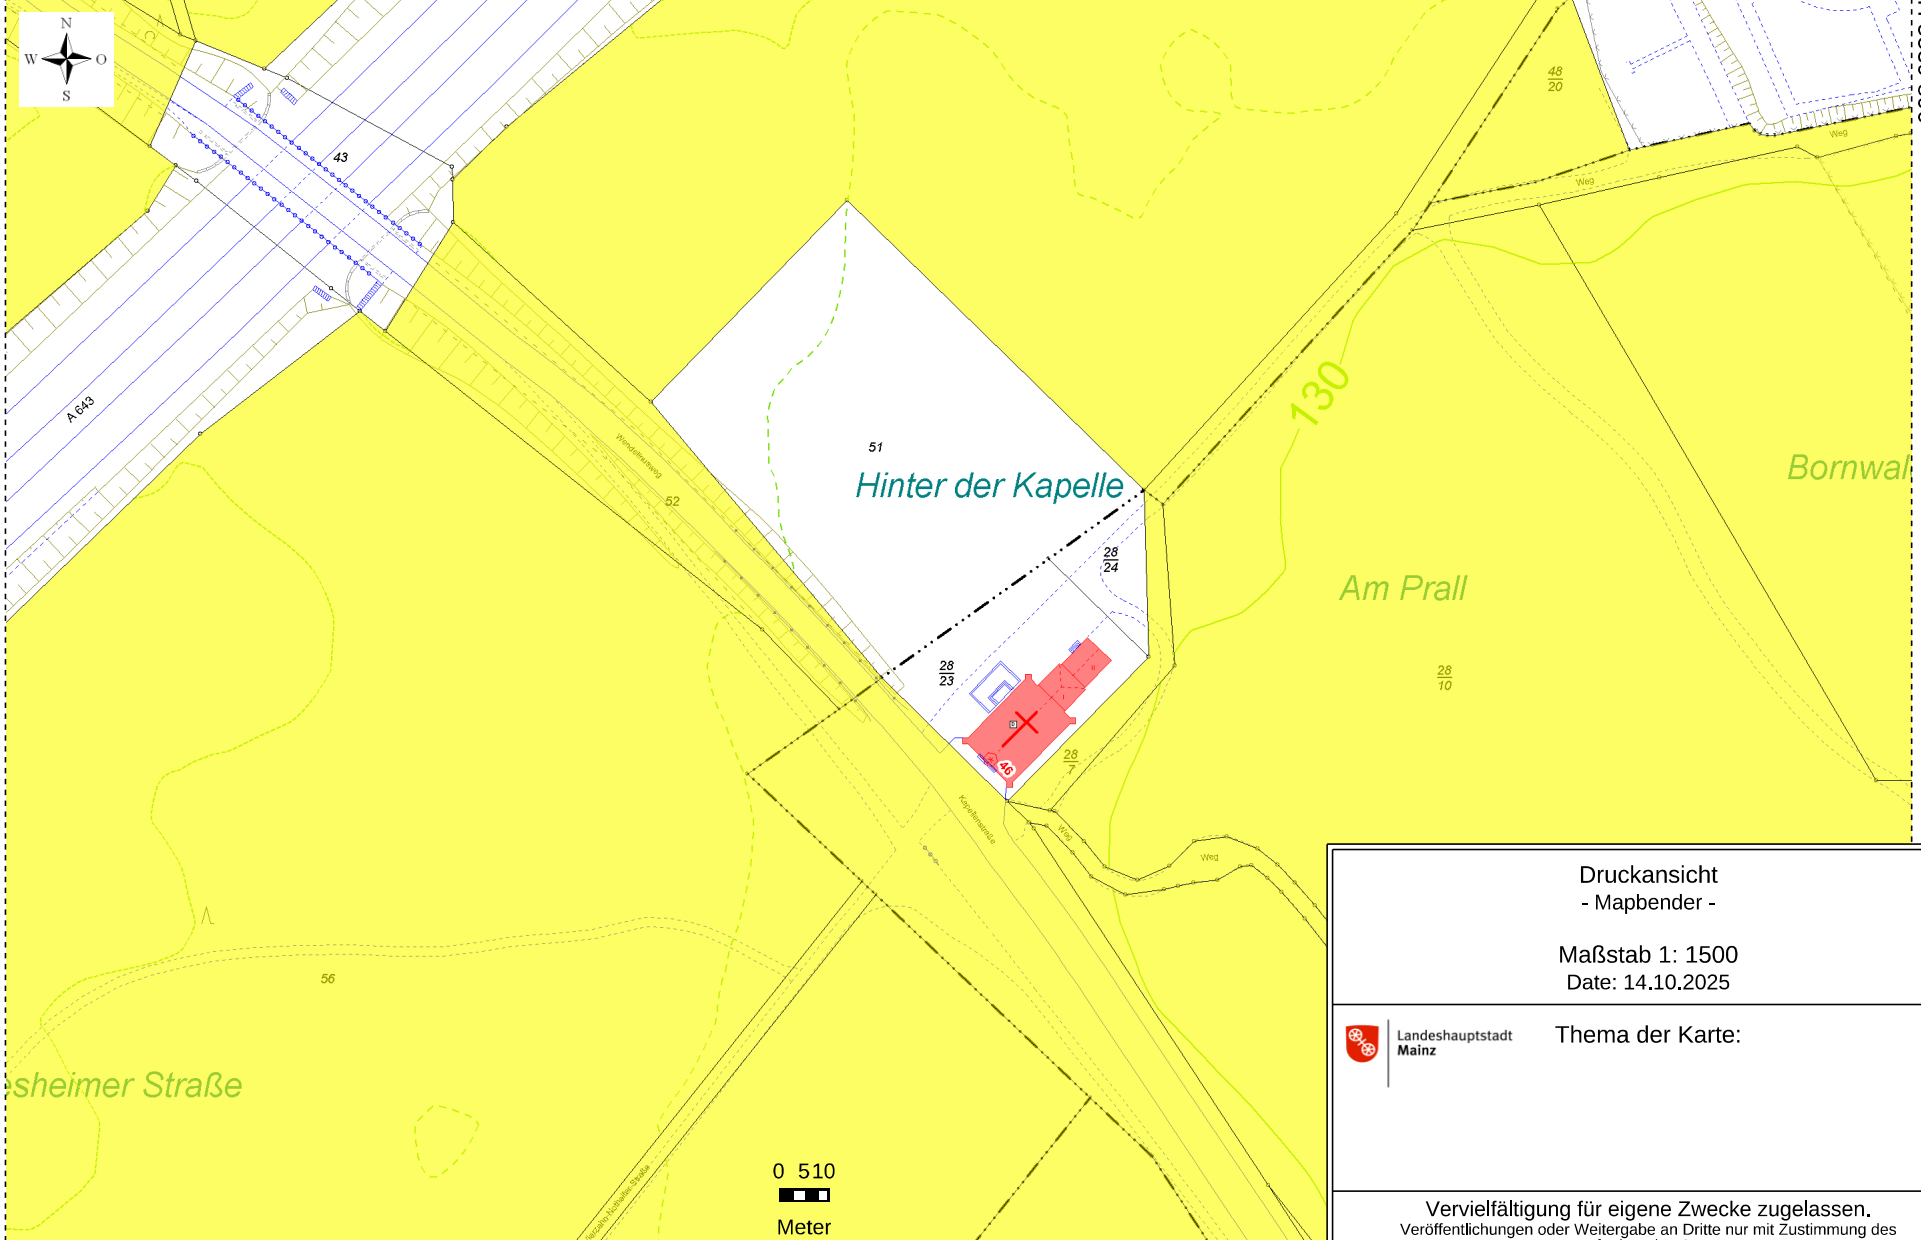 N
W O
S
43
48
20
Weg
Weg
A 643
51
Hinter der Kapelle
130
Bornwal
Wendelinusweg
52
28
24
Am Prall
28
23
28
10
28
7
46
Kapellenstraße
Weg
Weg
56
esheimer Straße
0 510
Meter
Druckansicht
- Mapbender -
Maßstab 1: 1500
Date: 14.10.2025
Landeshauptstadt
Mainz
Thema der Karte:
Vervielfältigung für eigene Zwecke zugelassen.
Veröffentlichungen oder Weitergabe an Dritte nur mit Zustimmung des